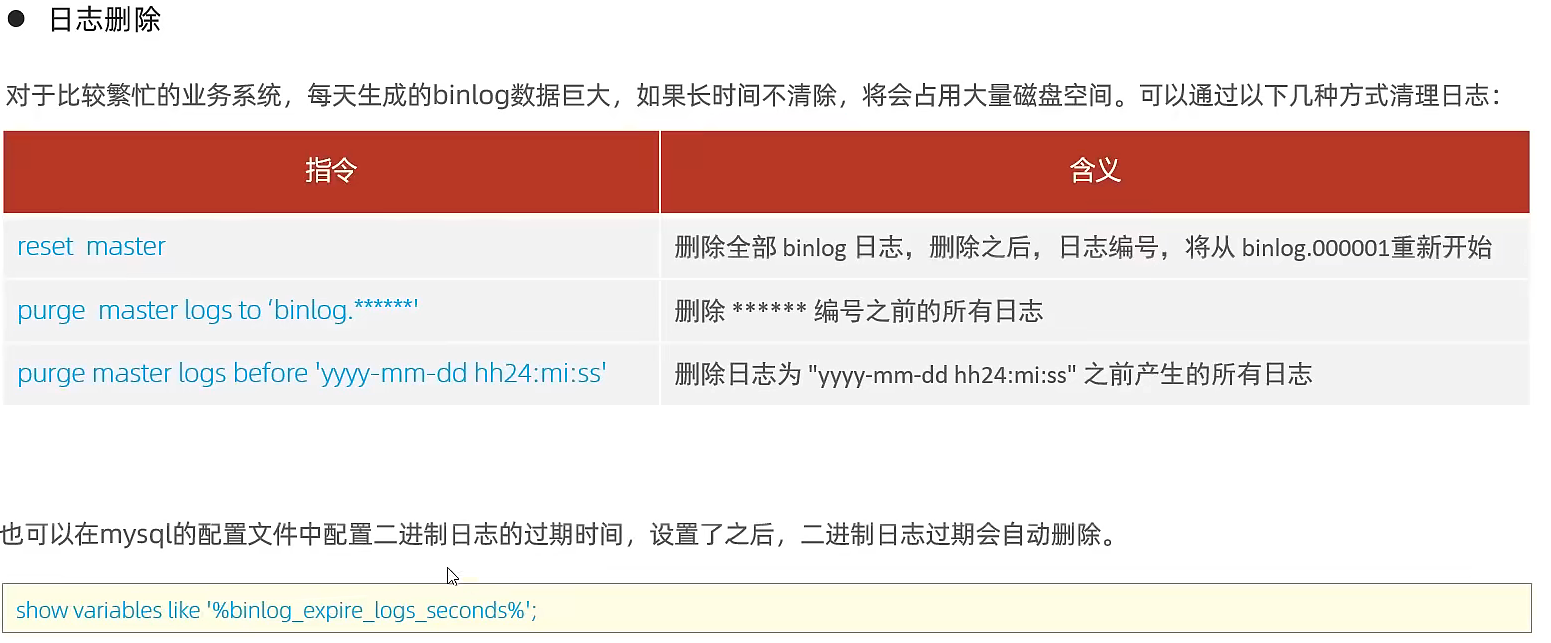 ● 日志删除
对于比较繁忙的业务系统，每天生成的binlog数据巨大，如果长时间不清除，将会占用大量磁盘空间。可以通过以下几种方式清理日志：
指令 含义
reset  master 删除全部 binlog 日志，删除之后，日志编号，将从 binlog.000001重新开始
purge  master logs to ‘binlog.******' 删除 ****** 编号之前的所有日志
purge master logs before 'yyyy-mm-dd hh24:mi:ss' 删除日志为 "yyyy-mm-dd hh24:mi:ss" 之前产生的所有日志
也可以在mysql的配置文件中配置二进制日志的过期时间，设置了之后，二进制日志过期会自动删除。
show variables like '%binlog_expire_logs_seconds%';